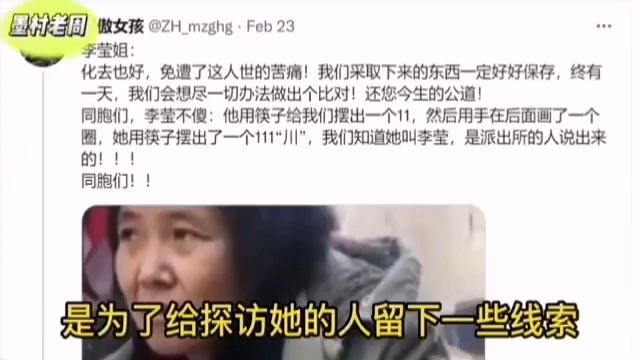 墨村老周
傲女孩 @ZH_mzghg · Feb 23
李莹姐：
化去也好，免遭了这人世的苦痛！我们采取下来的东西一定好好保存，终有
一天，我们会想尽一切办法做出个比对！还您今生的公道！
同胞们，李莹不傻：他用筷子给我们摆出一个11，然后用手在后面画了一个
圈，她用筷子摆出了一个111“川”，我们知道她叫李莹，是派出所的人说出来
的！！！
同胞们！！
是为了给探访她的人留下一些线索